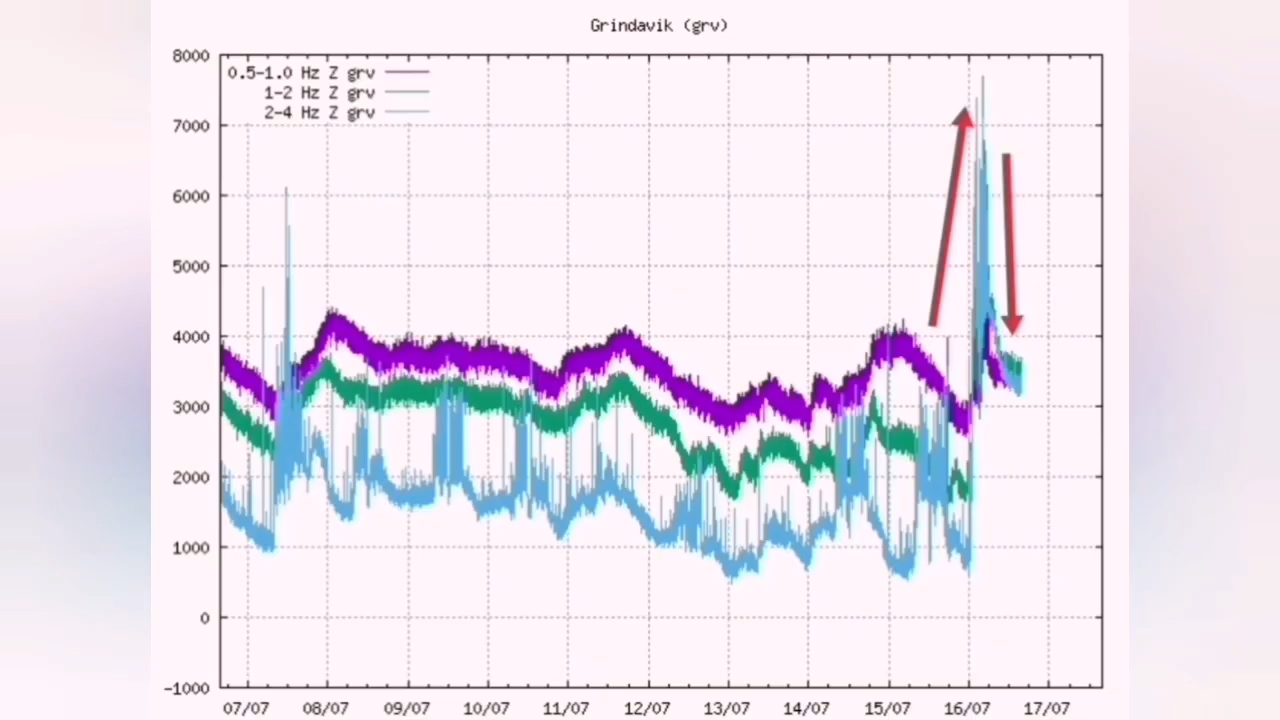 Grindavik (grv)
8000
7000
6000
5000
4000
3000
2000
1000
0
-1000
0.5-1.0 Hz Z grv
1-2 Hz Z grv
2-4 Hz Z grv
07/07 08/07 09/07 10/07 11/07 12/07 13/07 14/07 15/07 16/07 17/07